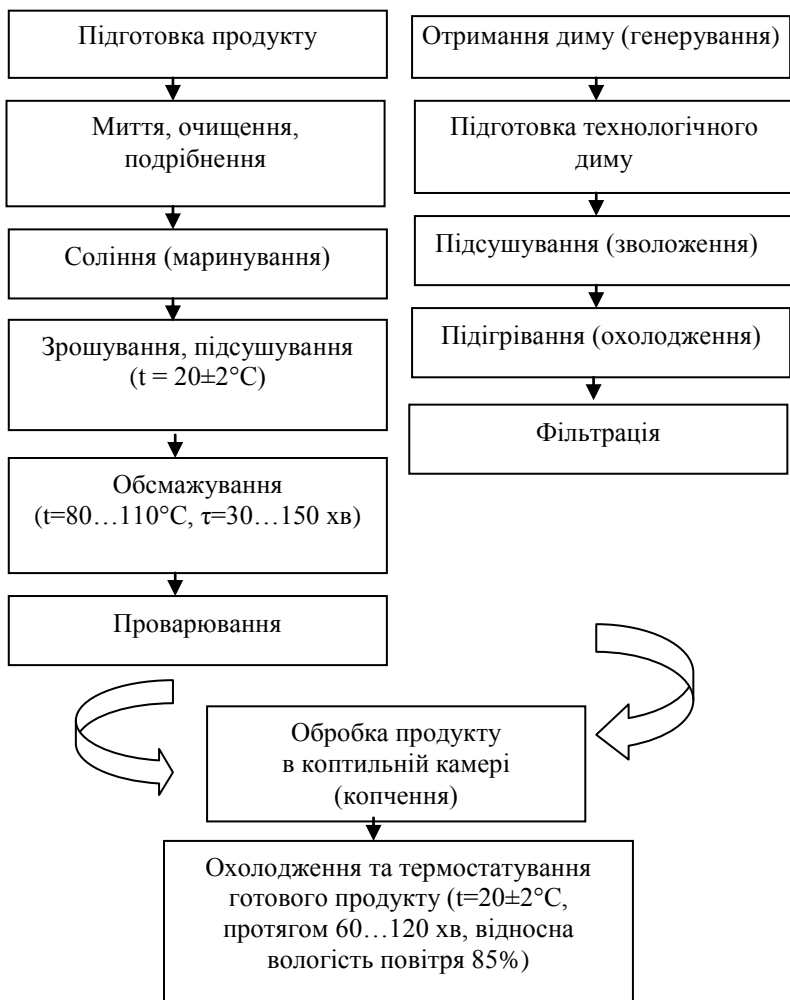 Підготовка продукту
Миття, очищення,
подрібнення
Соління (маринування)
Зрошування, підсушування
(t = 20±2°С)
Обсмажування
(t=80…110°С, τ=30…150 хв)
Проварювання
Отримання диму (генерування)
Підготовка технологічного
диму
Підсушування (зволоження)
Підігрівання (охолодження)
Фільтрація
Обробка продукту
в коптильній камері
(копчення)
Охолодження та термостатування
готового продукту (t=20±2°С,
протягом 60…120 хв, відносна
вологість повітря 85%)